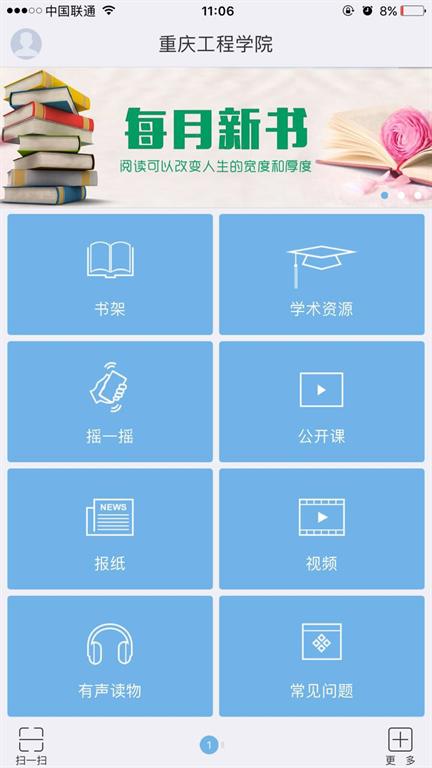 中国联通 11:06 8%
重庆工程学院
每月新书
阅读可以改变人生的宽度和厚度
书架 学术资源
摇一摇 公开课
NEWS
报纸 视频
有声读物 常见问题
扫一扫 1 更 多